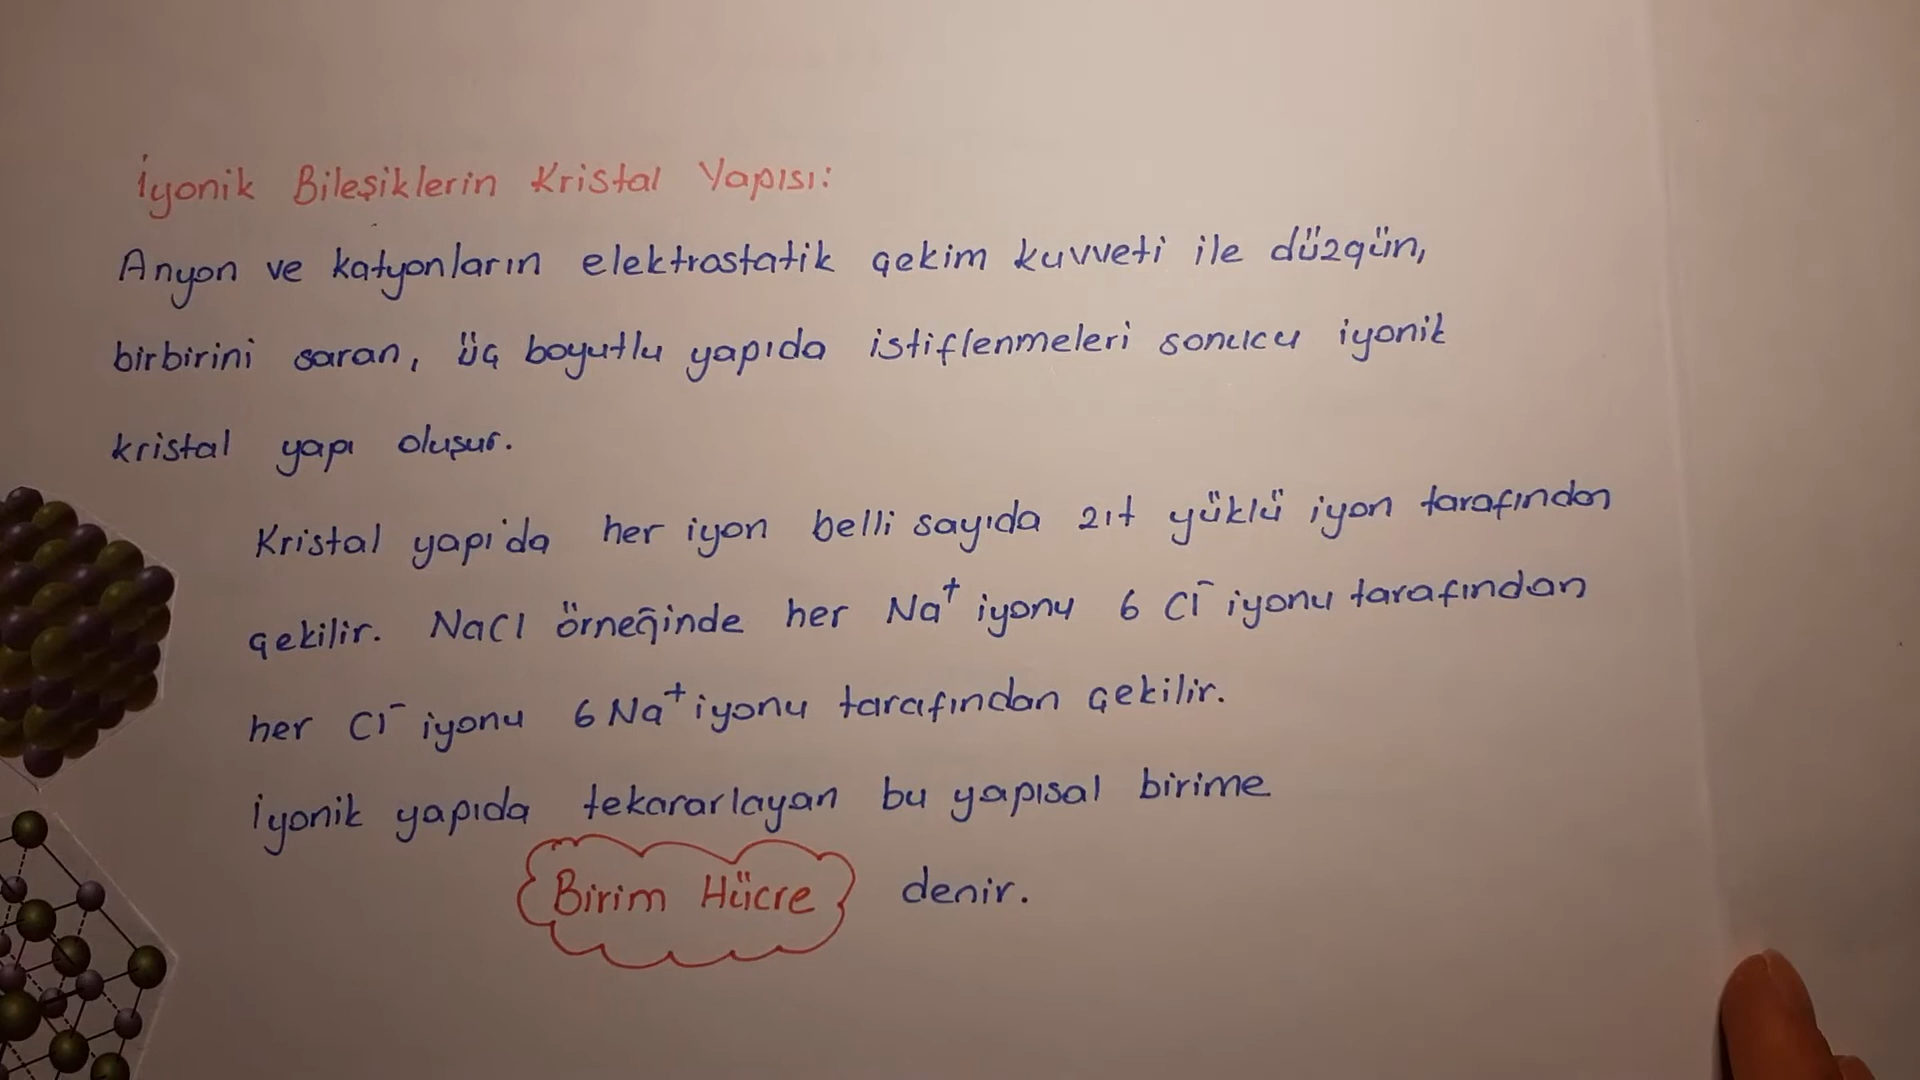 İyonik Bileşiklerin Kristal Yapısı:
Anyon ve katyonların elektrostatik çekim kuvveti ile düzgün,
birbirini saran, üç boyutlu yapıda istiflenmeleri sonucu iyonik
kristal yapı oluşur.
Kristal yapı'da her iyon belli sayıda zıt yüklü iyon tarafından
çekilir. NaCl örneğinde her Na⁺ iyonu 6 Cl⁻ iyonu tarafından
her Cl⁻ iyonu 6 Na⁺ iyonu tarafından çekilir.
İyonik yapıda tekararlayan bu yapısal birime
Birim Hücre denir.